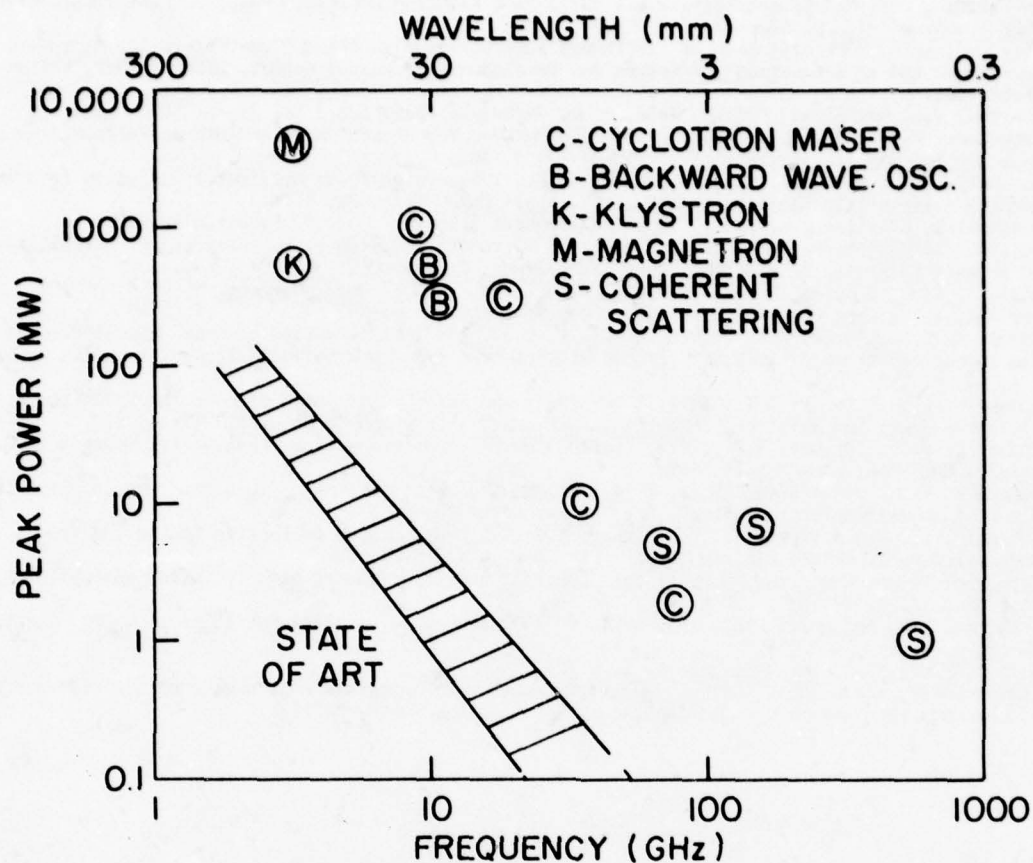 WAVELENGTH (mm)
300 30 3 0.3
10,000
1000
100
10
1
0.1
PEAK POWER (MW)
C-CYCLOTRON MASER
B-BACKWARD WAVE OSC.
K-KLYSTRON
M-MAGNETRON
S-COHERENT
SCATTERING
M
C
K
B
B
C
C
S
S
C
S
STATE
OF ART
1 10 100 1000
FREQUENCY (GHz)